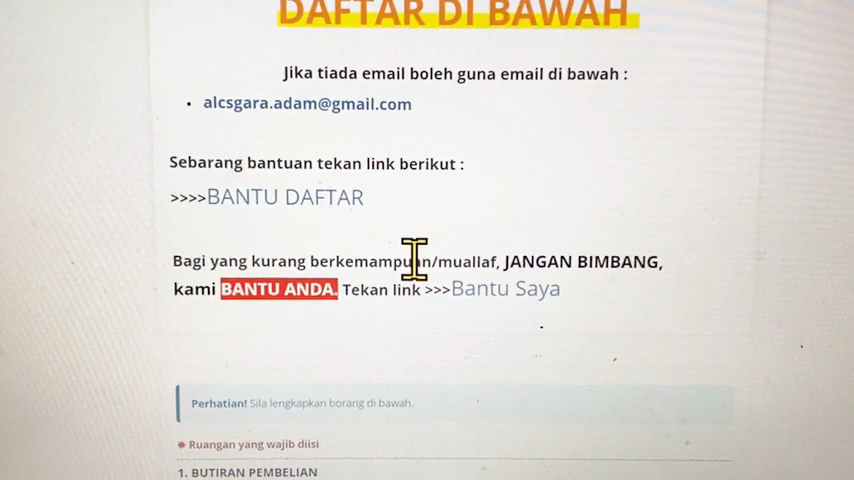 DAFTAR DI BAWAH
Jika tiada email boleh guna email di bawah :
• alcsgara.adam@gmail.com
Sebarang bantuan tekan link berikut :
>>>>BANTU DAFTAR
Bagi yang kurang berkemampuan/muallaf, JANGAN BIMBANG,
kami BANTU ANDA. Tekan link >>>Bantu Saya
Perhatian! Sila lengkapkan borang di bawah.
* Ruangan yang wajib diisi
1. BUTIRAN PEMBELIAN